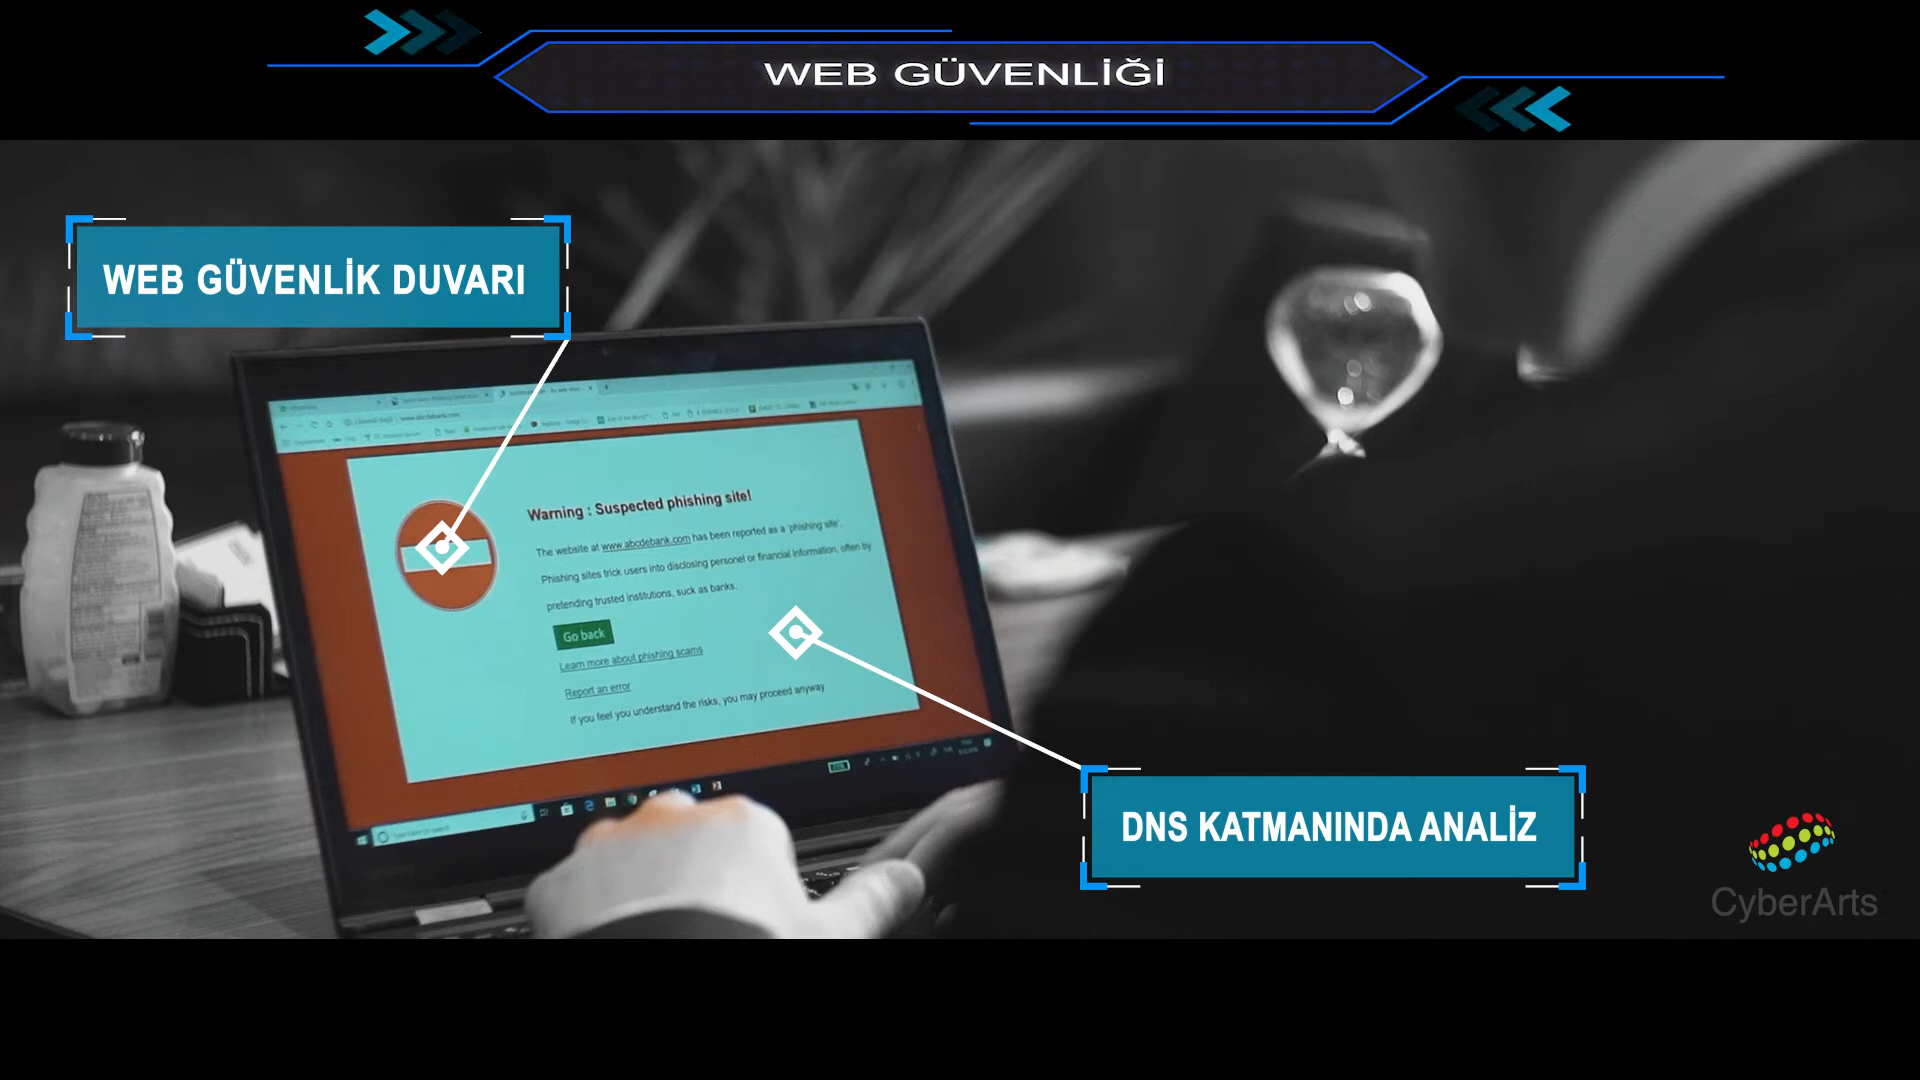 WEB GÜVENLİĞİ
WEB GÜVENLİK DUVARI
www.abcdebank.com
Warning : Suspected phishing site!
The website at www.abcdebank.com has been reported as a 'phishing site'.
Phishing sites trick users into disclosing personel or financial information, often by
pretending trusted institutions, suck as banks.
Go back
Learn more about phishing scams
Report an error
If you feel you understand the risks, you may proceed anyway
DNS KATMANINDA ANALİZ
CyberArts